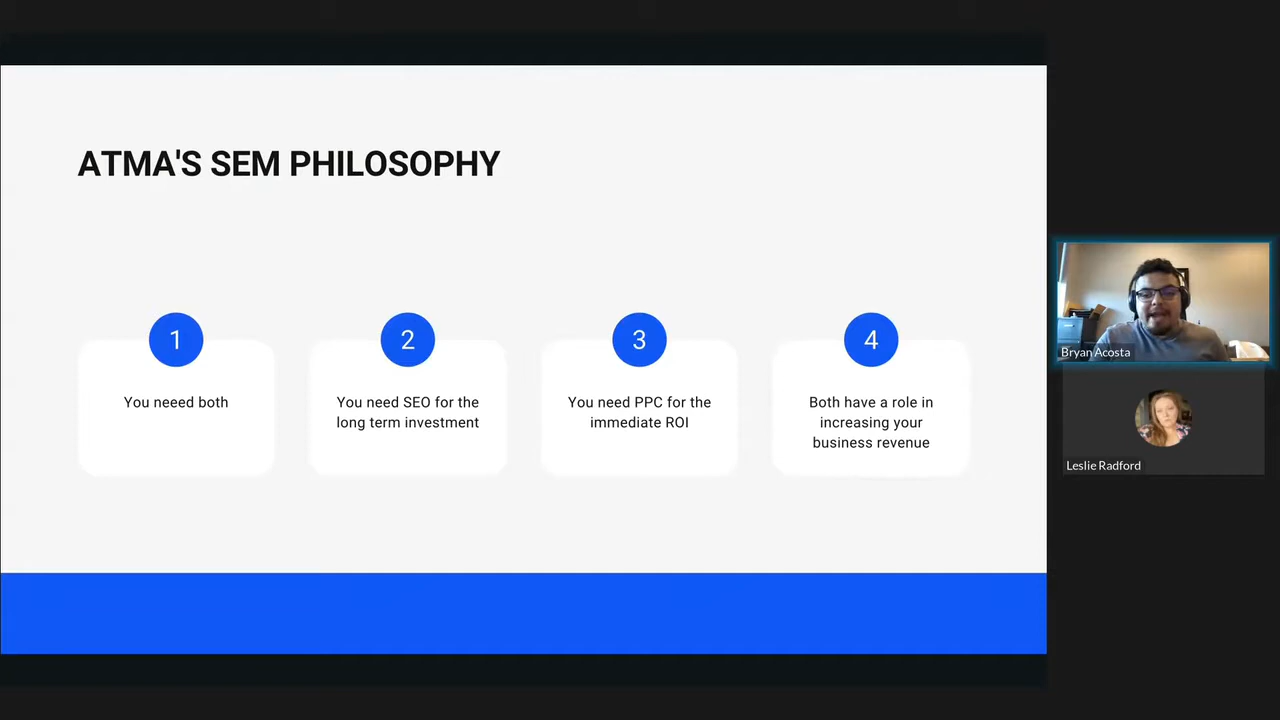 ATMA'S SEM PHILOSOPHY
1
You neeed both
2
You need SEO for the
long term investment
3
You need PPC for the
immediate ROI
4
Both have a role in
increasing your
business revenue
Bryan Acosta
Leslie Radford